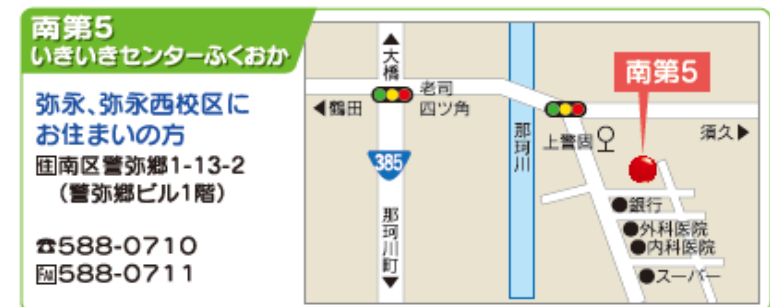 南第5
いきいきセンターふくおか
弥永、弥永西校区に
お住まいの方
住南区警弥郷1-13-2
(警弥郷ビル1階)
☎588-0710
FAX588-0711
▲大橋
老司
四ツ角
◀鶴田
385
那珂川町▼
那珂川
上警固
南第5
須久▶
●銀行
●外科医院
●内科医院
●スーパー